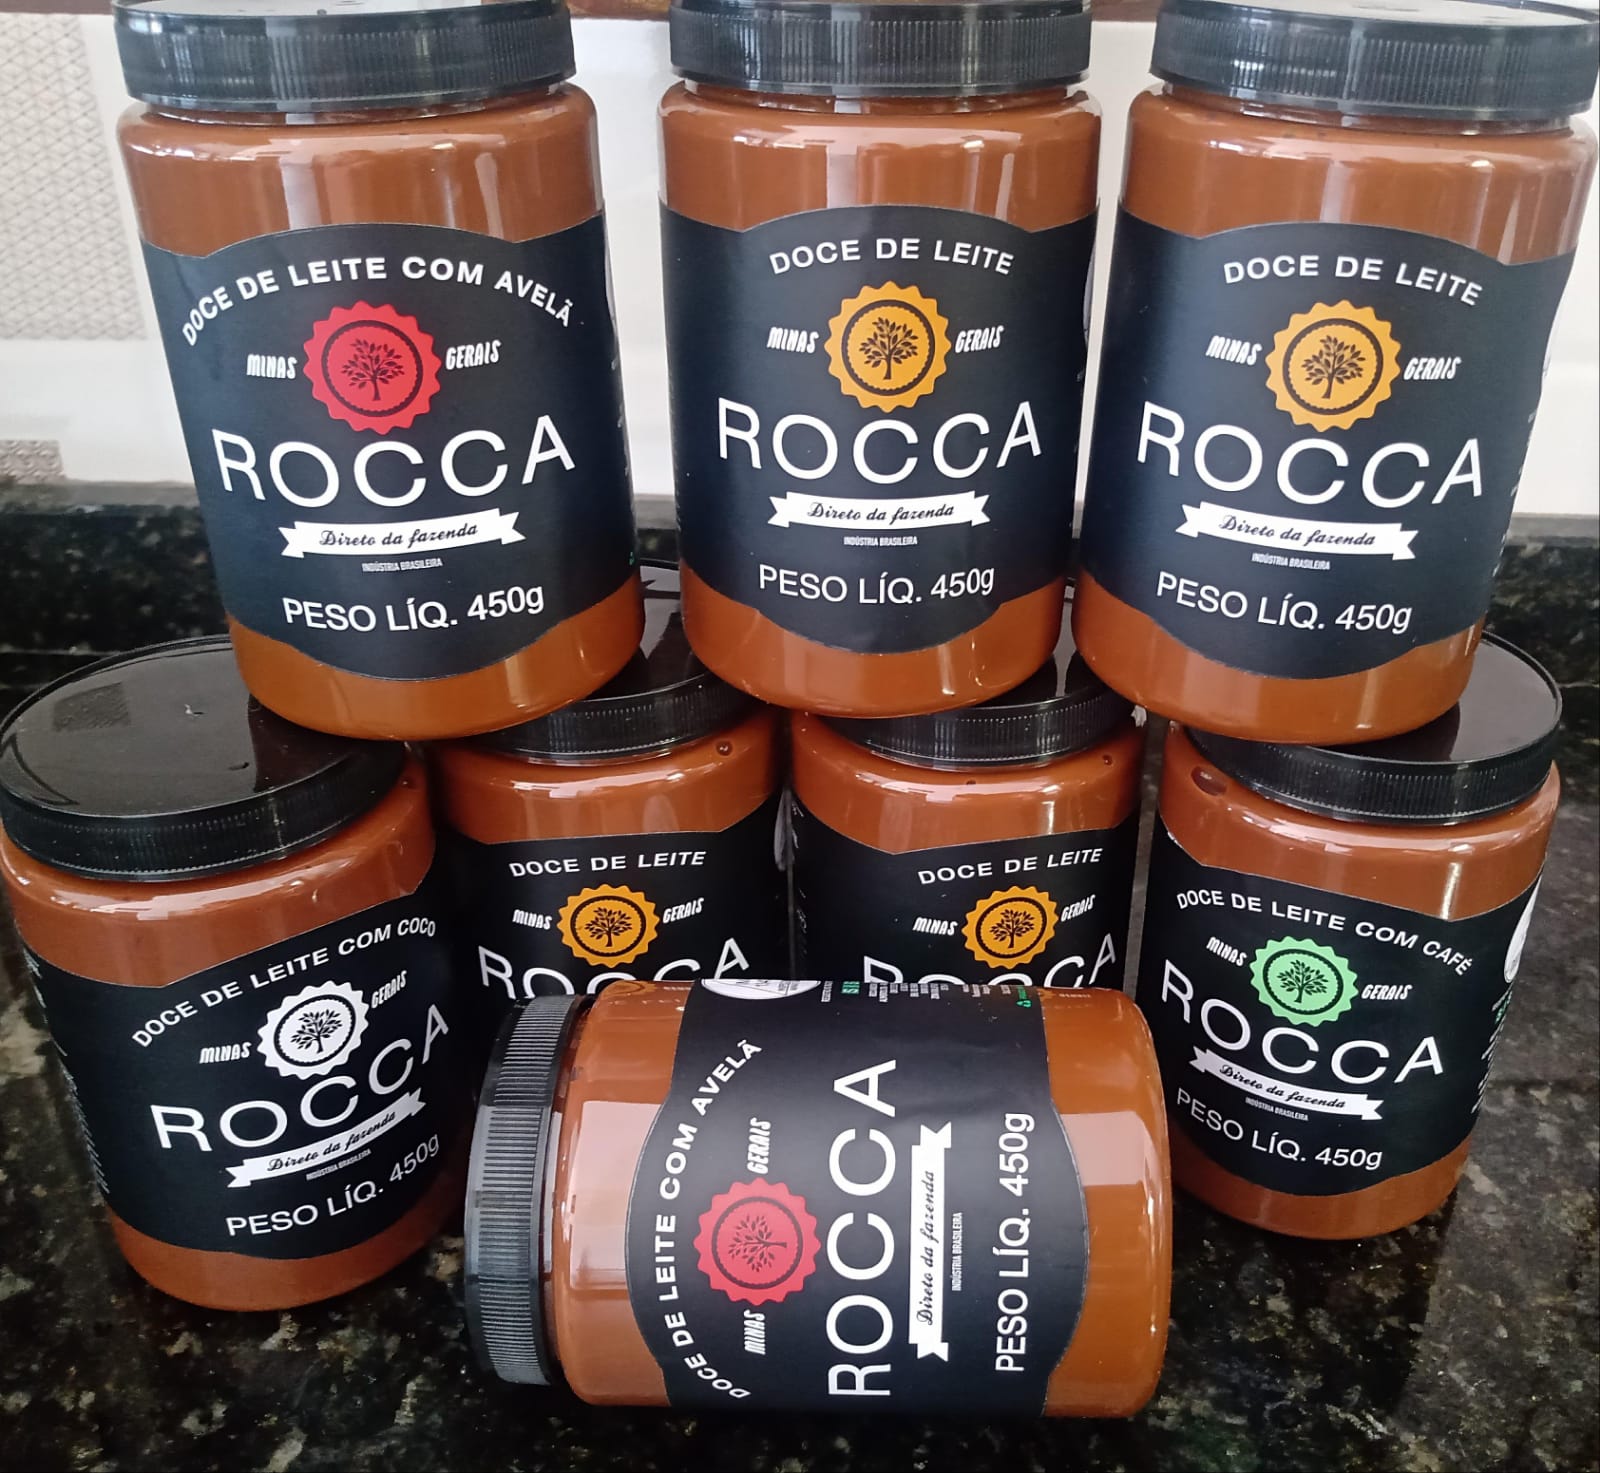 DOCE DE LEITE COM AVELÃ
MINAS GERAIS
ROCCA
Direto da fazenda
INDÚSTRIA BRASILEIRA
PESO LÍQ. 450g
DOCE DE LEITE
MINAS GERAIS
ROCCA
Direto da fazenda
INDÚSTRIA BRASILEIRA
PESO LÍQ. 450g
DOCE DE LEITE
MINAS GERAIS
ROCCA
Direto da fazenda
INDÚSTRIA BRASILEIRA
PESO LÍQ. 450g
DOCE DE LEITE COM COCO
MINAS GERAIS
ROCCA
Direto da fazenda
INDÚSTRIA BRASILEIRA
PESO LÍQ. 450g
DOCE DE LEITE
MINAS GERAIS
ROCCA
DOCE DE LEITE
MINAS GERAIS
ROCCA
DOCE DE LEITE COM CAFÉ
MINAS GERAIS
ROCCA
Direto da fazenda
INDÚSTRIA BRASILEIRA
PESO LÍQ. 450g
DOCE DE LEITE COM AVELÃ
MINAS GERAIS
ROCCA
Direto da fazenda
INDÚSTRIA BRASILEIRA
PESO LÍQ. 450g